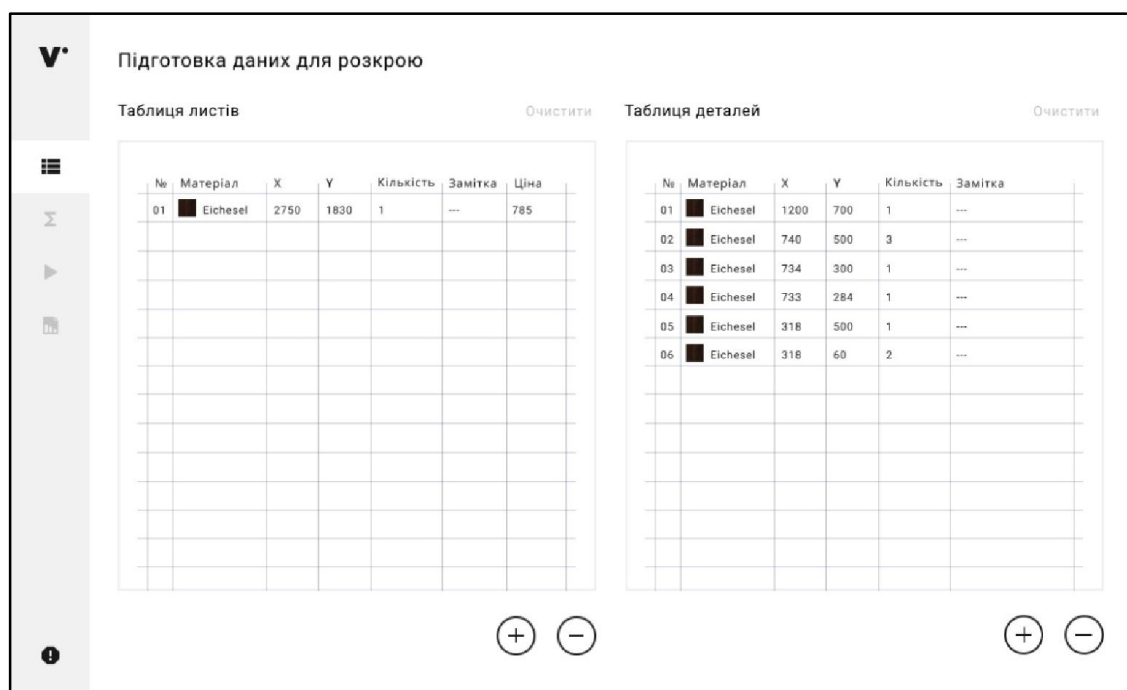 V
Підготовка даних для розкрою
Таблиця листів Очистити
№ Матеріал X Y Кількість Замітка Ціна
01 Eichesel 2750 1830 1 --- 785
Таблиця деталей Очистити
№ Матеріал X Y Кількість Замітка
01 Eichesel 1200 700 1 ---
02 Eichesel 740 500 3 ---
03 Eichesel 734 300 1 ---
04 Eichesel 733 284 1 ---
05 Eichesel 318 500 1 ---
06 Eichesel 318 60 2 ---